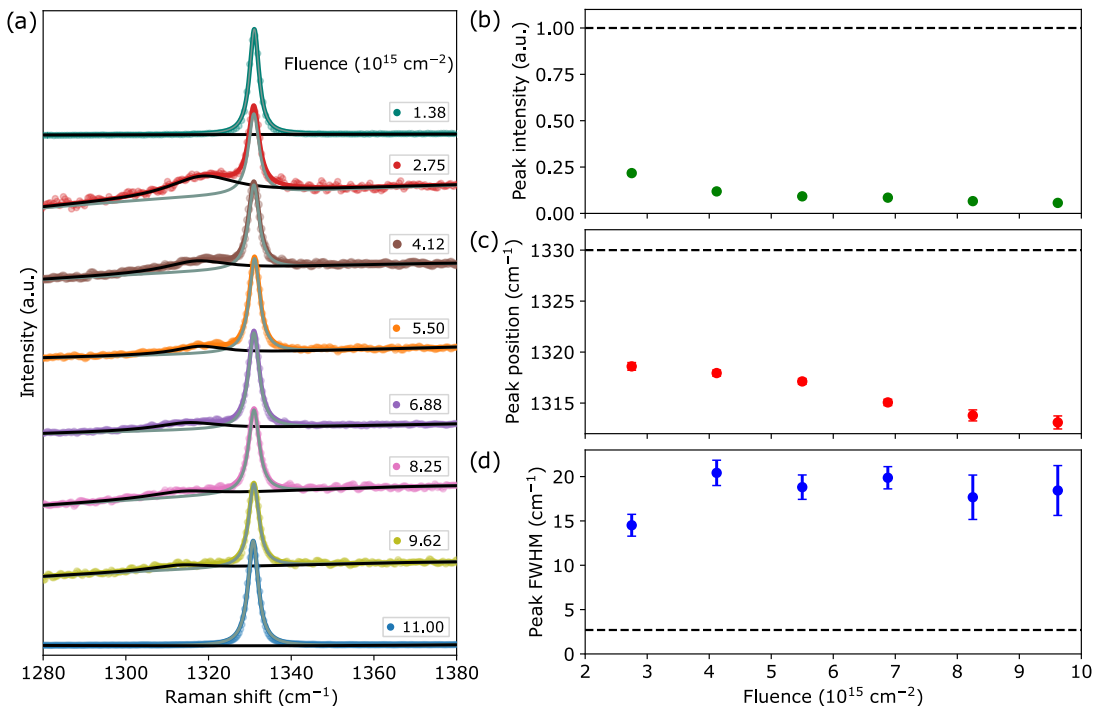 (a)
Fluence (10¹⁵ cm⁻²)
1.38
2.75
4.12
5.50
6.88
8.25
9.62
11.00
Intensity (a.u.)
1280 1300 1320 1340 1360 1380
Raman shift (cm⁻¹)
(b)
Peak intensity (a.u.)
1.00
0.75
0.50
0.25
0.00
(c)
Peak position (cm⁻¹)
1330
1320
1315
(d)
Peak FWHM (cm⁻¹)
20
15
10
5
0
2 3 4 5 6 7 8 9 10
Fluence (10¹⁵ cm⁻²)